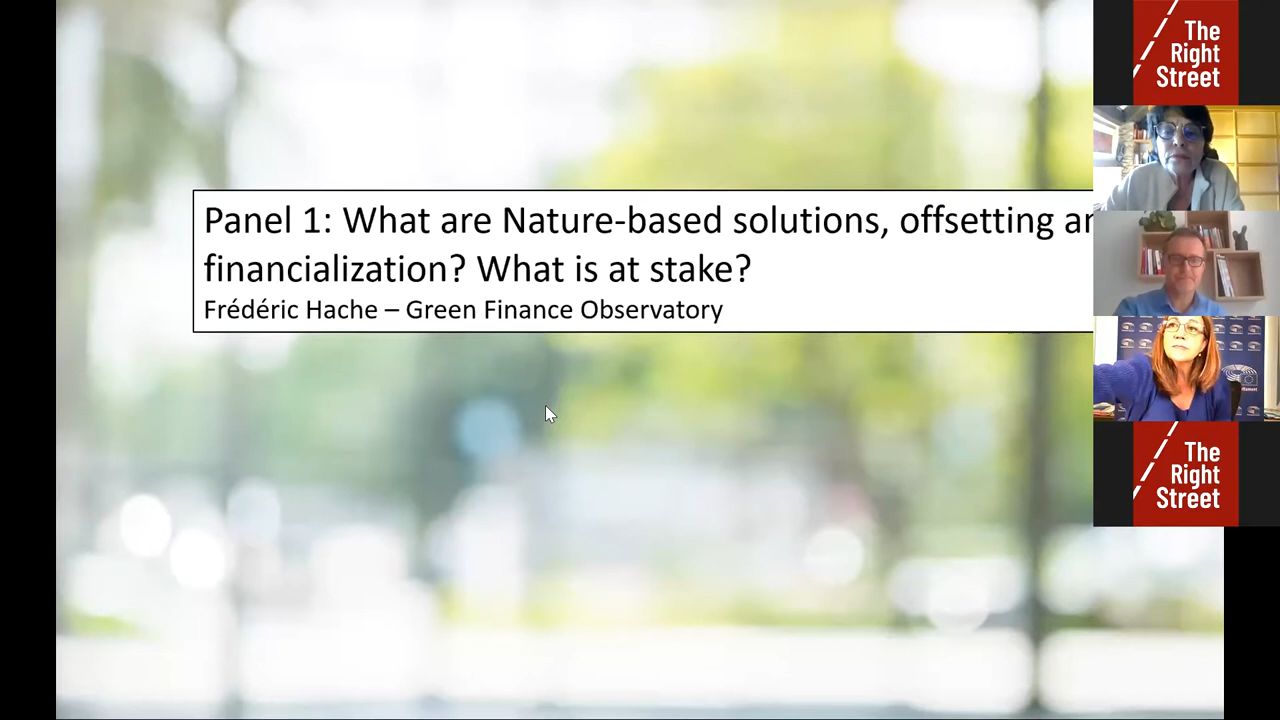 Panel 1: What are Nature-based solutions, offsetting
financialization? What is at stake?
Frédéric Hache – Green Finance Observatory
The
Right
Street
The
Right
Street